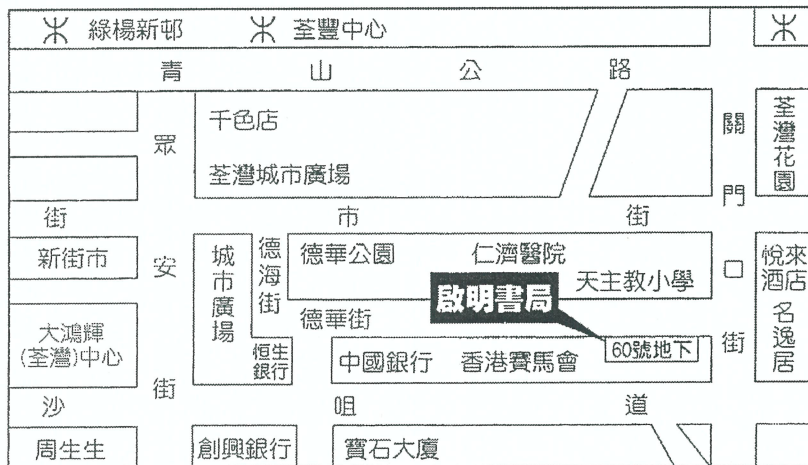 綠楊新邨 荃豐中心
青山公路
千色店
荃灣城市廣場
眾安街
關門口街
荃灣花園
街市街
新街市
城市廣場
德海街
德華公園 仁濟醫院
天主教小學
悅來酒店
名逸居
啟明書局
德華街
大鴻輝
(荃灣)中心
恒生
銀行
中國銀行 香港賽馬會
60號地下
沙咀道
周生生
創興銀行
寶石大廈